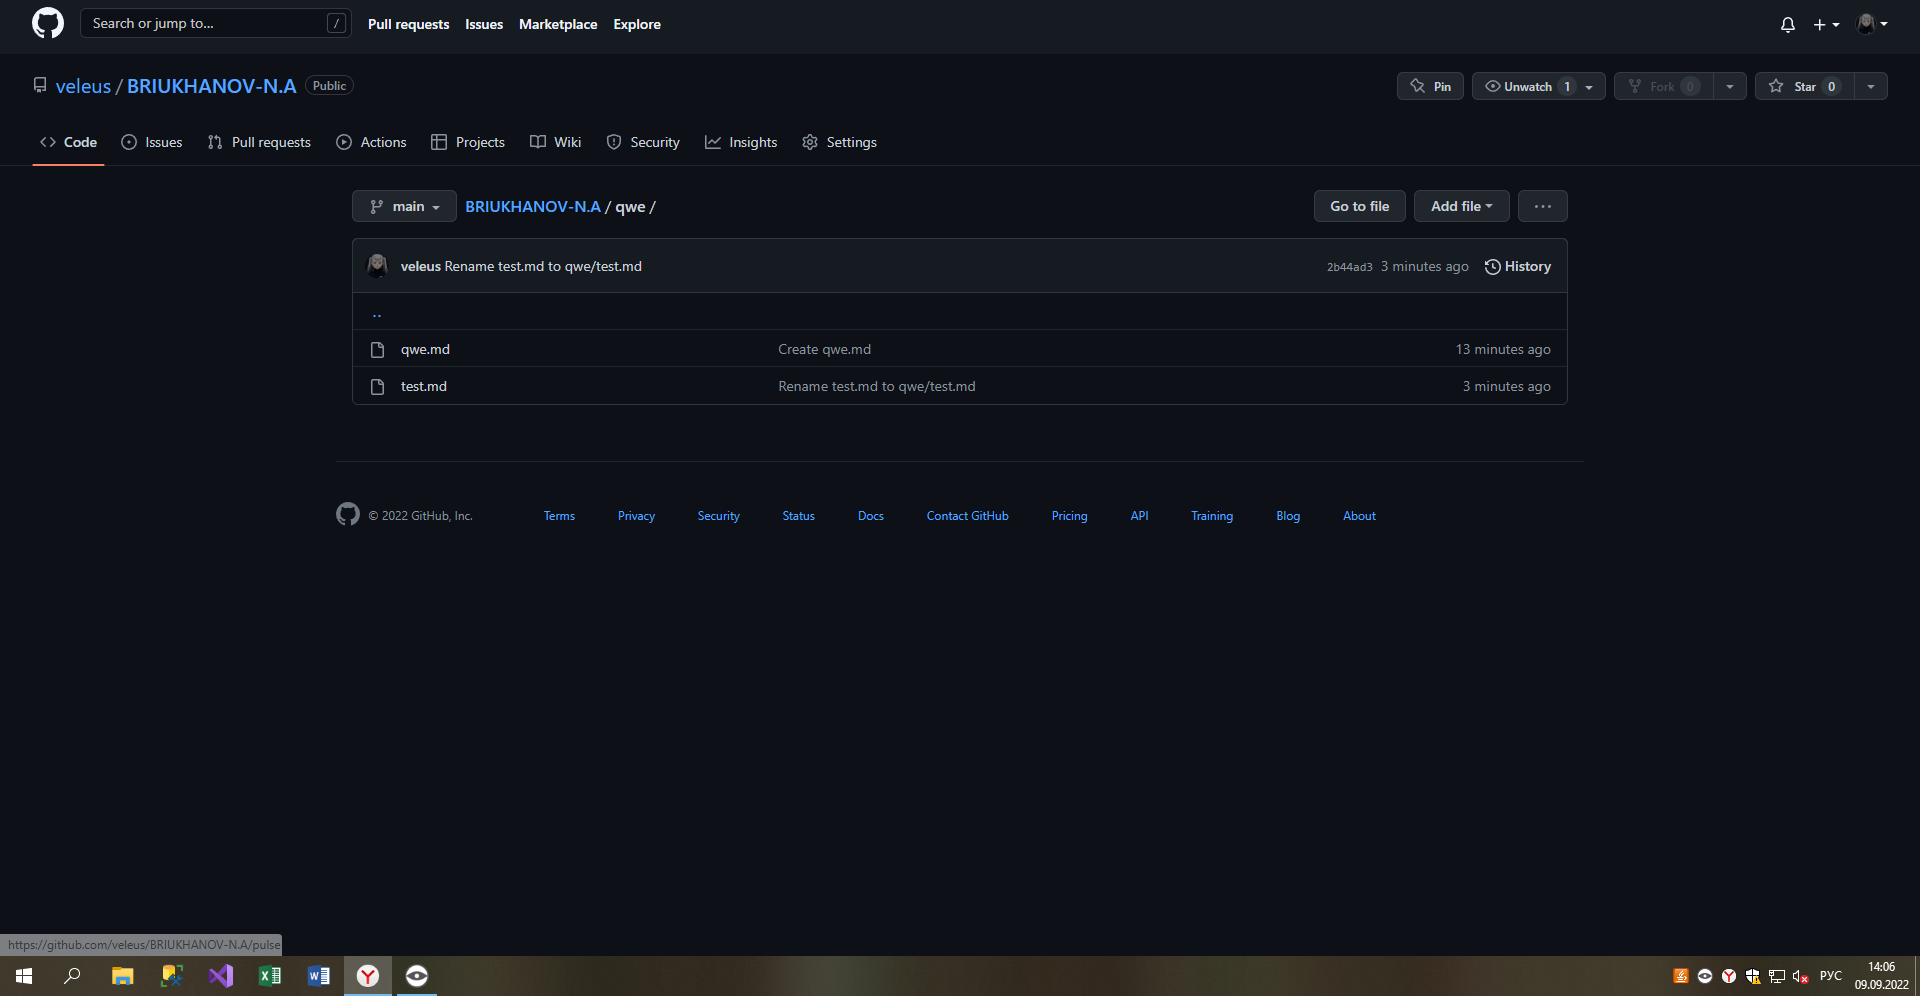 Search or jump to... /
Pull requests Issues Marketplace Explore
veleus / BRIUKHANOV-N.A Public
Pin Unwatch 1 Fork 0 Star 0
Code Issues Pull requests Actions Projects Wiki Security Insights Settings
main BRIUKHANOV-N.A / qwe / Go to file Add file ...
veleus Rename test.md to qwe/test.md 2b44ad3 3 minutes ago History
..
qwe.md Create qwe.md 13 minutes ago
test.md Rename test.md to qwe/test.md 3 minutes ago
© 2022 GitHub, Inc. Terms Privacy Security Status Docs Contact GitHub Pricing API Training Blog About
https://github.com/veleus/BRIUKHANOV-N.A/pulse
РУС
14:06
09.09.2022